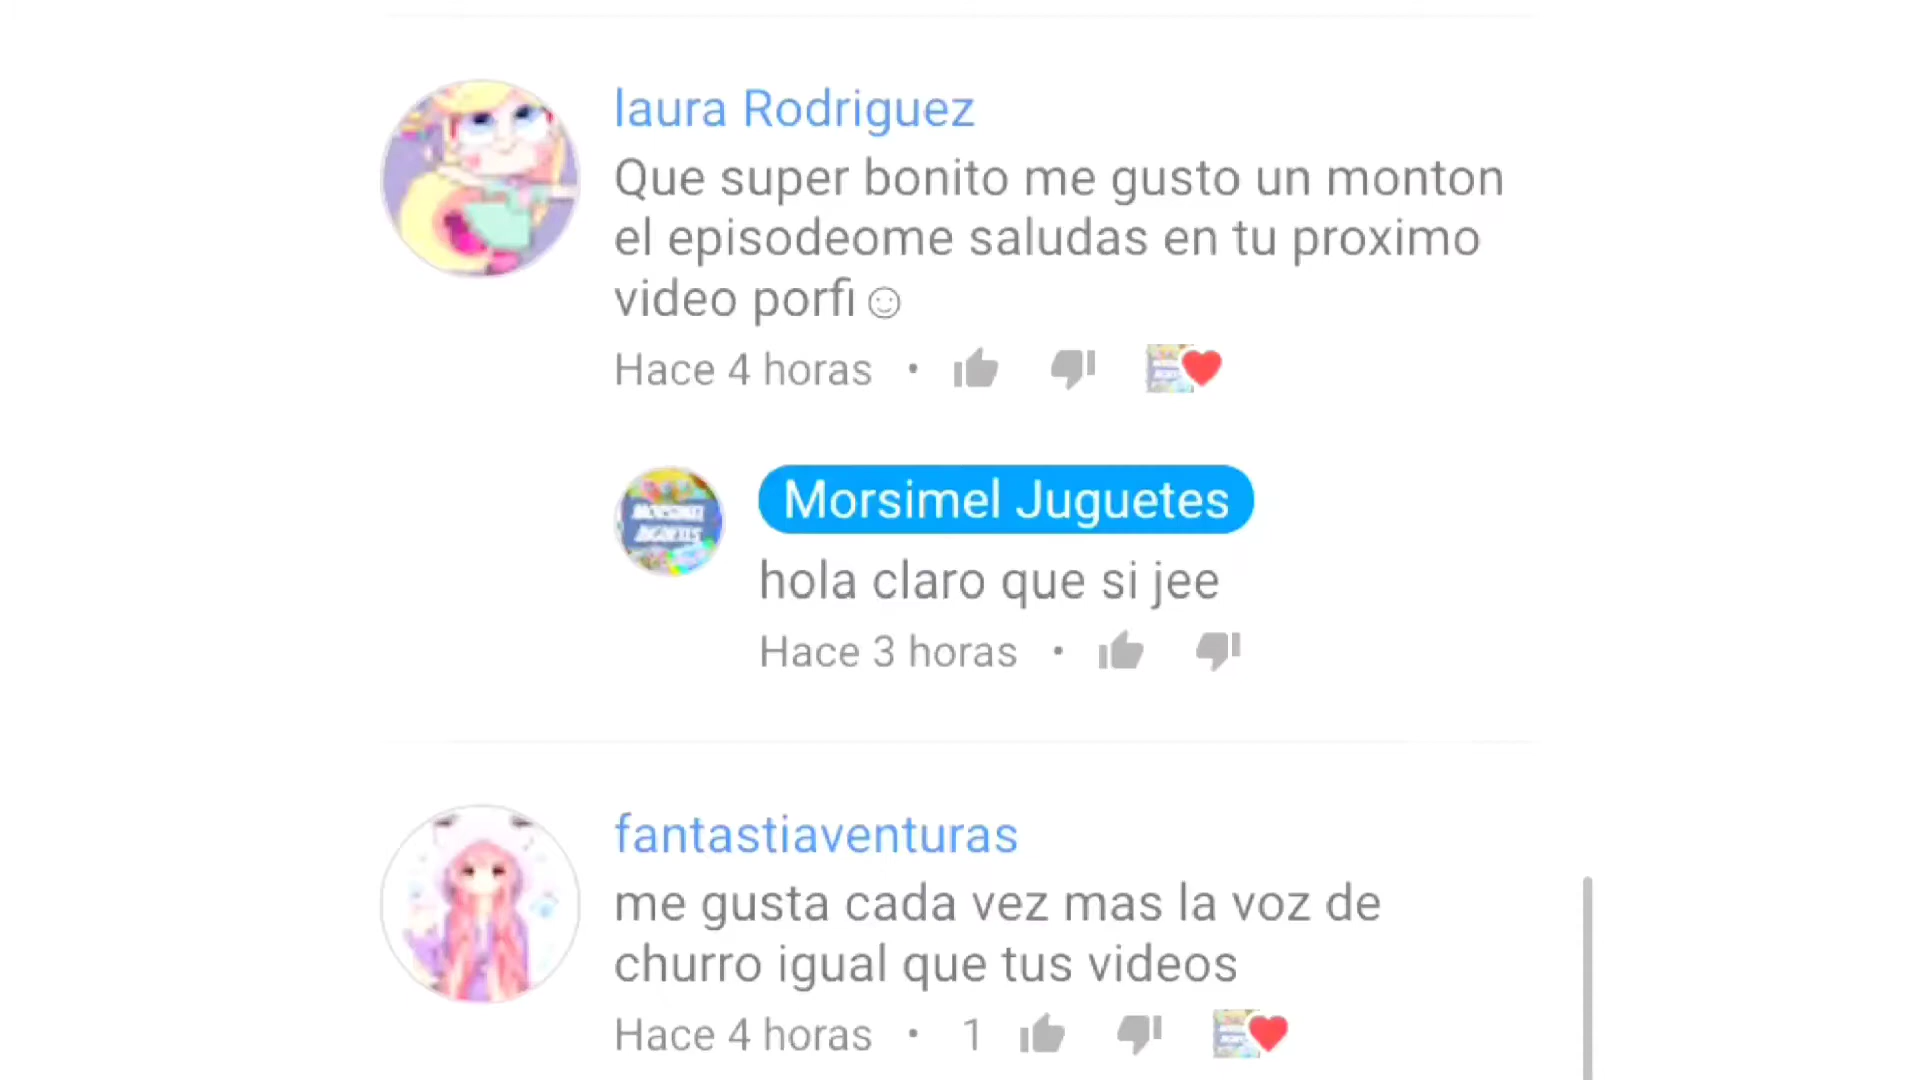 laura Rodriguez
Que super bonito me gusto un monton
el episodeome saludas en tu proximo
video porfi☺
Hace 4 horas •
Morsimel Juguetes
MORSIMEL
JUGUETES
hola claro que si jee
Hace 3 horas •
fantastiaventuras
me gusta cada vez mas la voz de
churro igual que tus videos
Hace 4 horas • 1